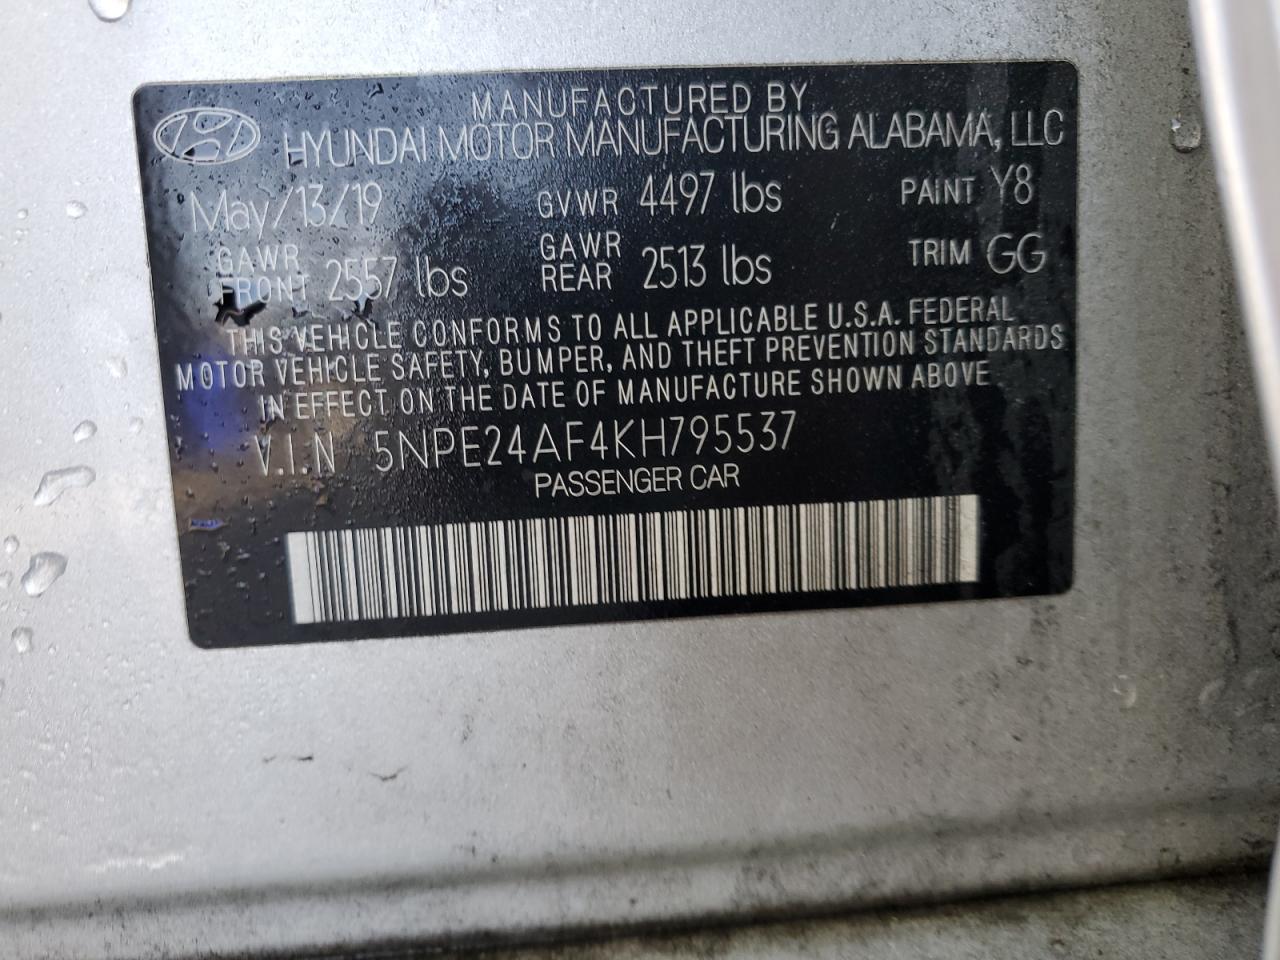 MANUFACTURED BY
HYUNDAI MOTOR MANUFACTURING ALABAMA, LLC
May/13/19 GVWR 4497 lbs PAINT Y8
GAWR FRONT 2557 lbs GAWR REAR 2513 lbs TRIM GG
THIS VEHICLE CONFORMS TO ALL APPLICABLE U.S.A. FEDERAL
MOTOR VEHICLE SAFETY, BUMPER, AND THEFT PREVENTION STANDARDS
IN EFFECT ON THE DATE OF MANUFACTURE SHOWN ABOVE
V.I.N 5NPE24AF4KH795537
PASSENGER CAR